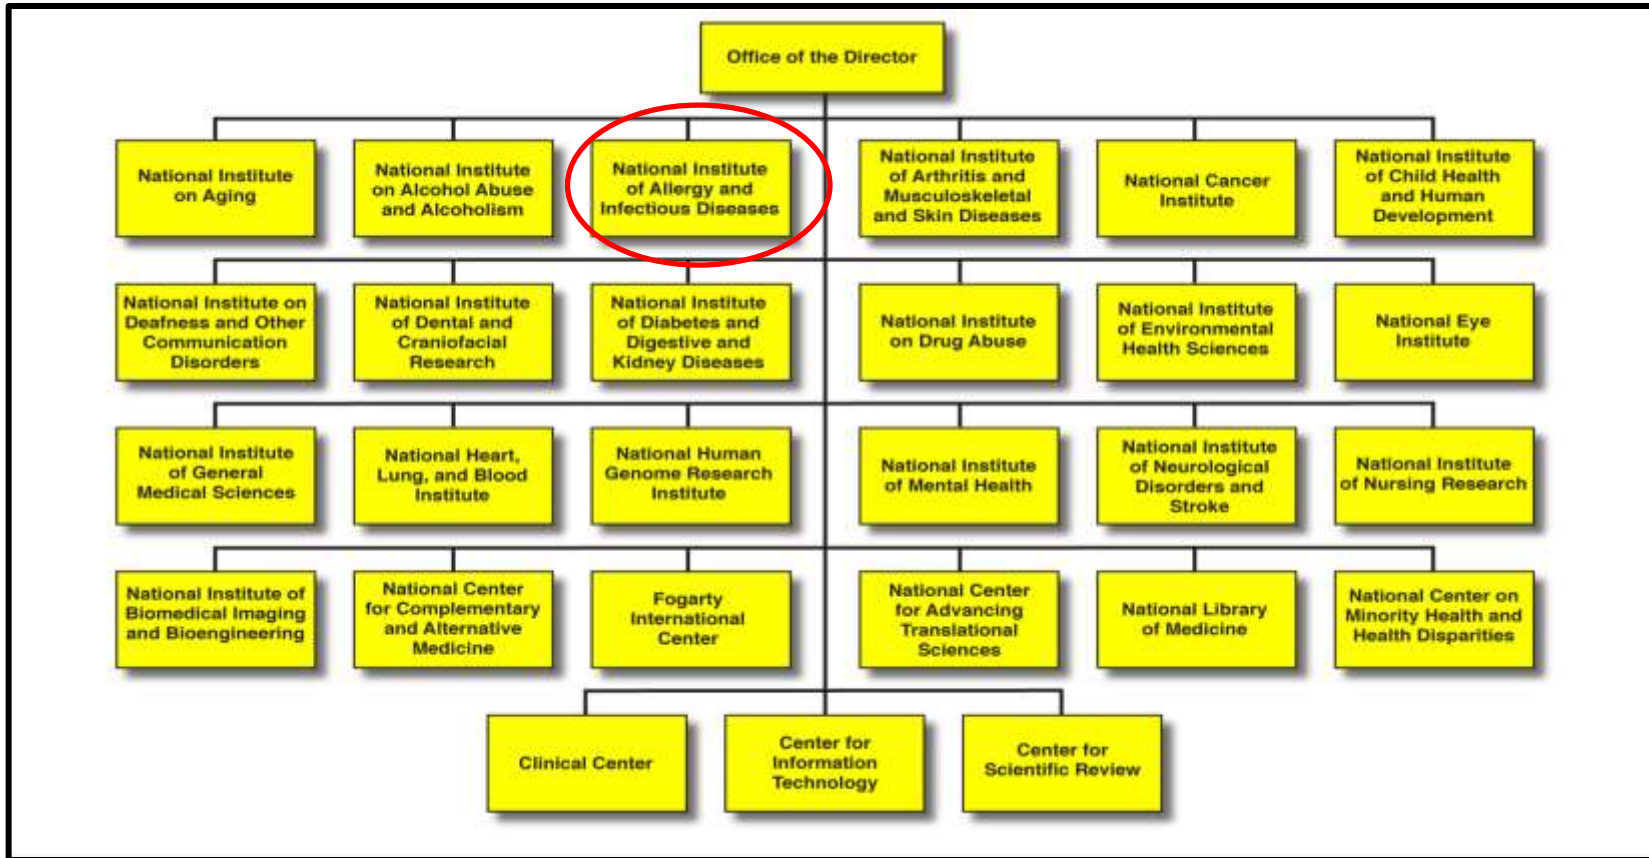 Office of the Director
National Institute
on Aging
National Institute
on Alcohol Abuse
and Alcoholism
National Institute
of Allergy and
Infectious Diseases
National Institute
of Arthritis and
Musculoskeletal
and Skin Diseases
National Cancer
Institute
National Institute
of Child Health
and Human
Development
National Institute on
Deafness and Other
Communication
Disorders
National Institute
of Dental and
Craniofacial
Research
National Institute
of Diabetes and
Digestive and
Kidney Diseases
National Institute
on Drug Abuse
National Institute
of Environmental
Health Sciences
National Eye
Institute
National Institute
of General
Medical Sciences
National Heart,
Lung, and Blood
Institute
National Human
Genome Research
Institute
National Institute
of Mental Health
National Institute
of Neurological
Disorders and
Stroke
National Institute
of Nursing Research
National Institute of
Biomedical Imaging
and Bioengineering
National Center
for Complementary
and Alternative
Medicine
Fogarty
International
Center
National Center
for Advancing
Translational
Sciences
National Library
of Medicine
National Center on
Minority Health and
Health Disparities
Clinical Center
Center for
Information
Technology
Center for
Scientific Review